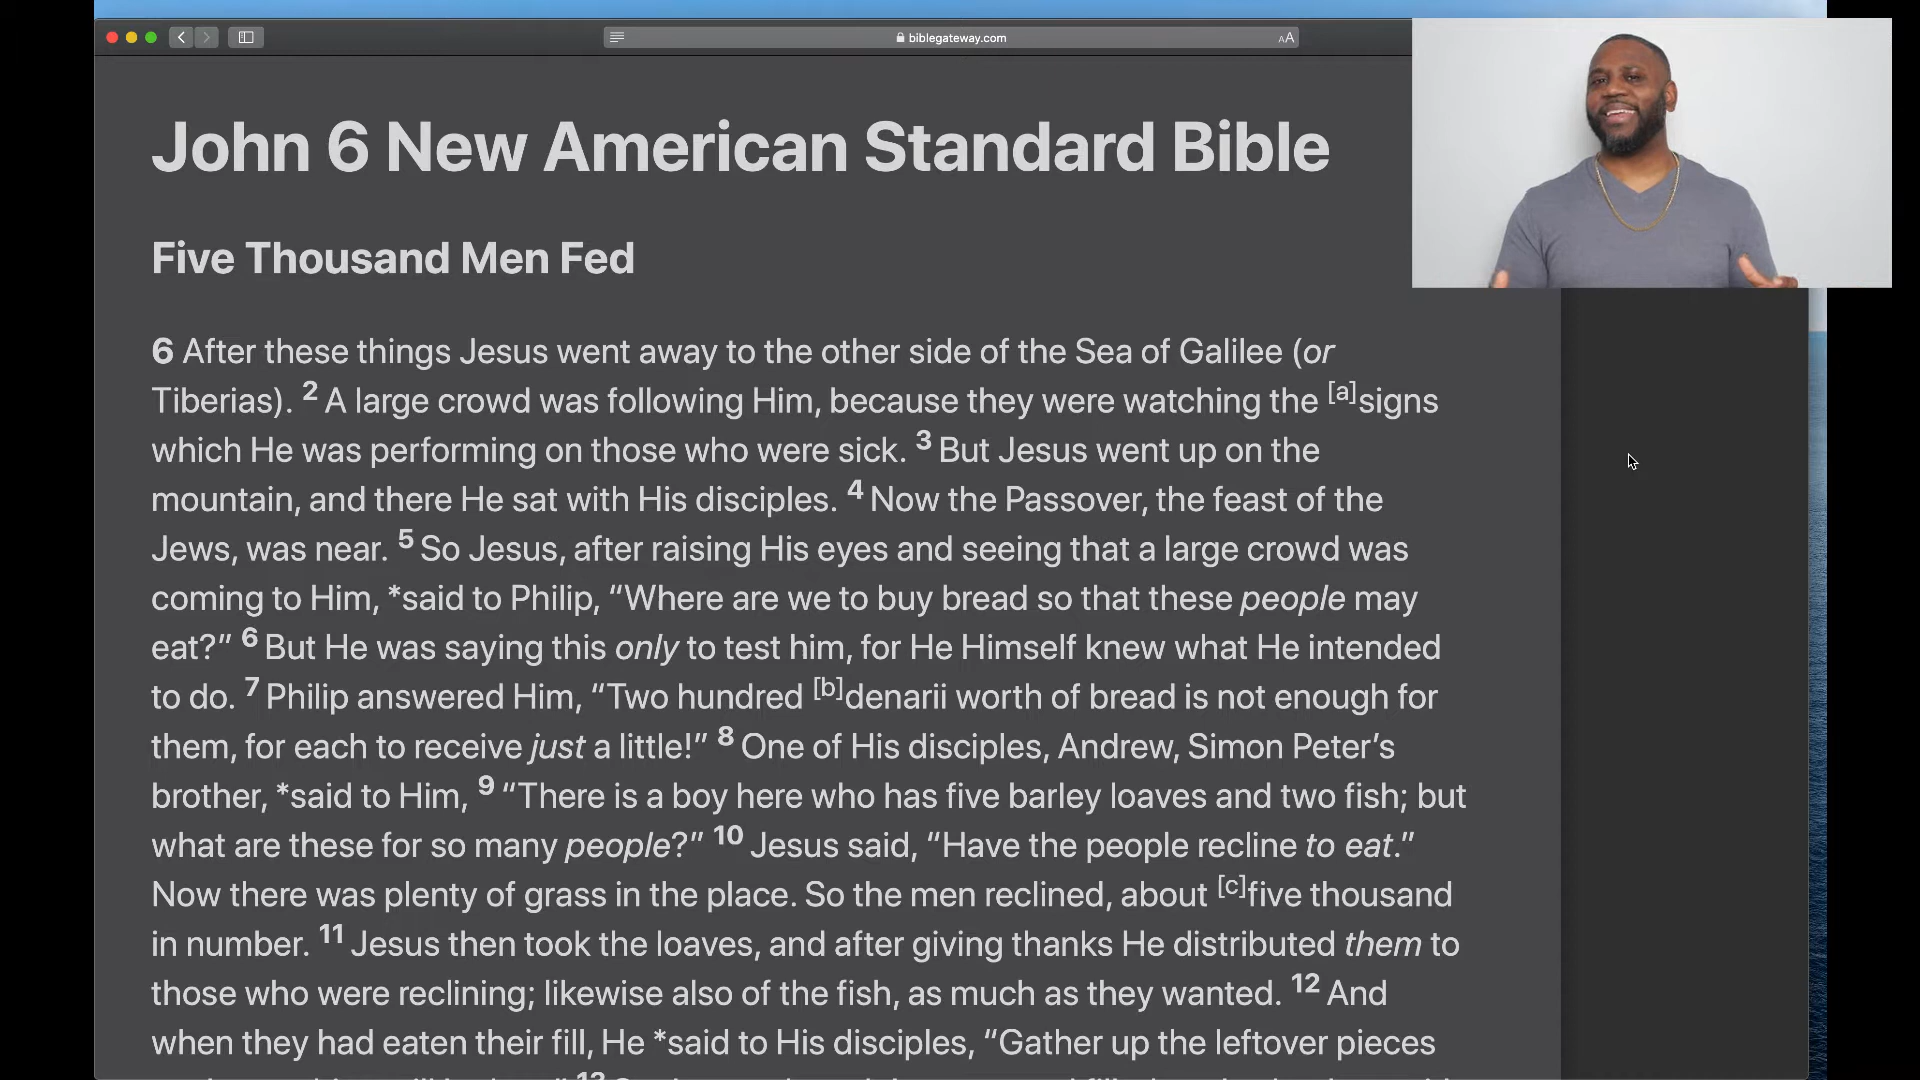 biblegateway.com
AA
John 6 New American Standard Bible
Five Thousand Men Fed
6 After these things Jesus went away to the other side of the Sea of Galilee (or
Tiberias). 2 A large crowd was following Him, because they were watching the [a]signs
which He was performing on those who were sick. 3 But Jesus went up on the
mountain, and there He sat with His disciples. 4 Now the Passover, the feast of the
Jews, was near. 5 So Jesus, after raising His eyes and seeing that a large crowd was
coming to Him, *said to Philip, “Where are we to buy bread so that these people may
eat?” 6 But He was saying this only to test him, for He Himself knew what He intended
to do. 7 Philip answered Him, “Two hundred [b]denarii worth of bread is not enough for
them, for each to receive just a little!” 8 One of His disciples, Andrew, Simon Peter’s
brother, *said to Him, 9 “There is a boy here who has five barley loaves and two fish; but
what are these for so many people?” 10 Jesus said, “Have the people recline to eat.”
Now there was plenty of grass in the place. So the men reclined, about [c]five thousand
in number. 11 Jesus then took the loaves, and after giving thanks He distributed them to
those who were reclining; likewise also of the fish, as much as they wanted. 12 And
when they had eaten their fill, He *said to His disciples, “Gather up the leftover pieces